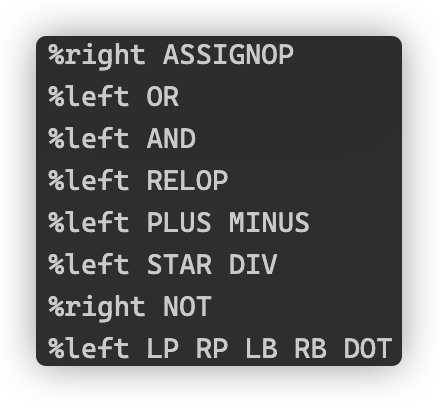 %right ASSIGNOP
%left OR
%left AND
%left RELOP
%left PLUS MINUS
%left STAR DIV
%right NOT
%left LP RP LB RB DOT